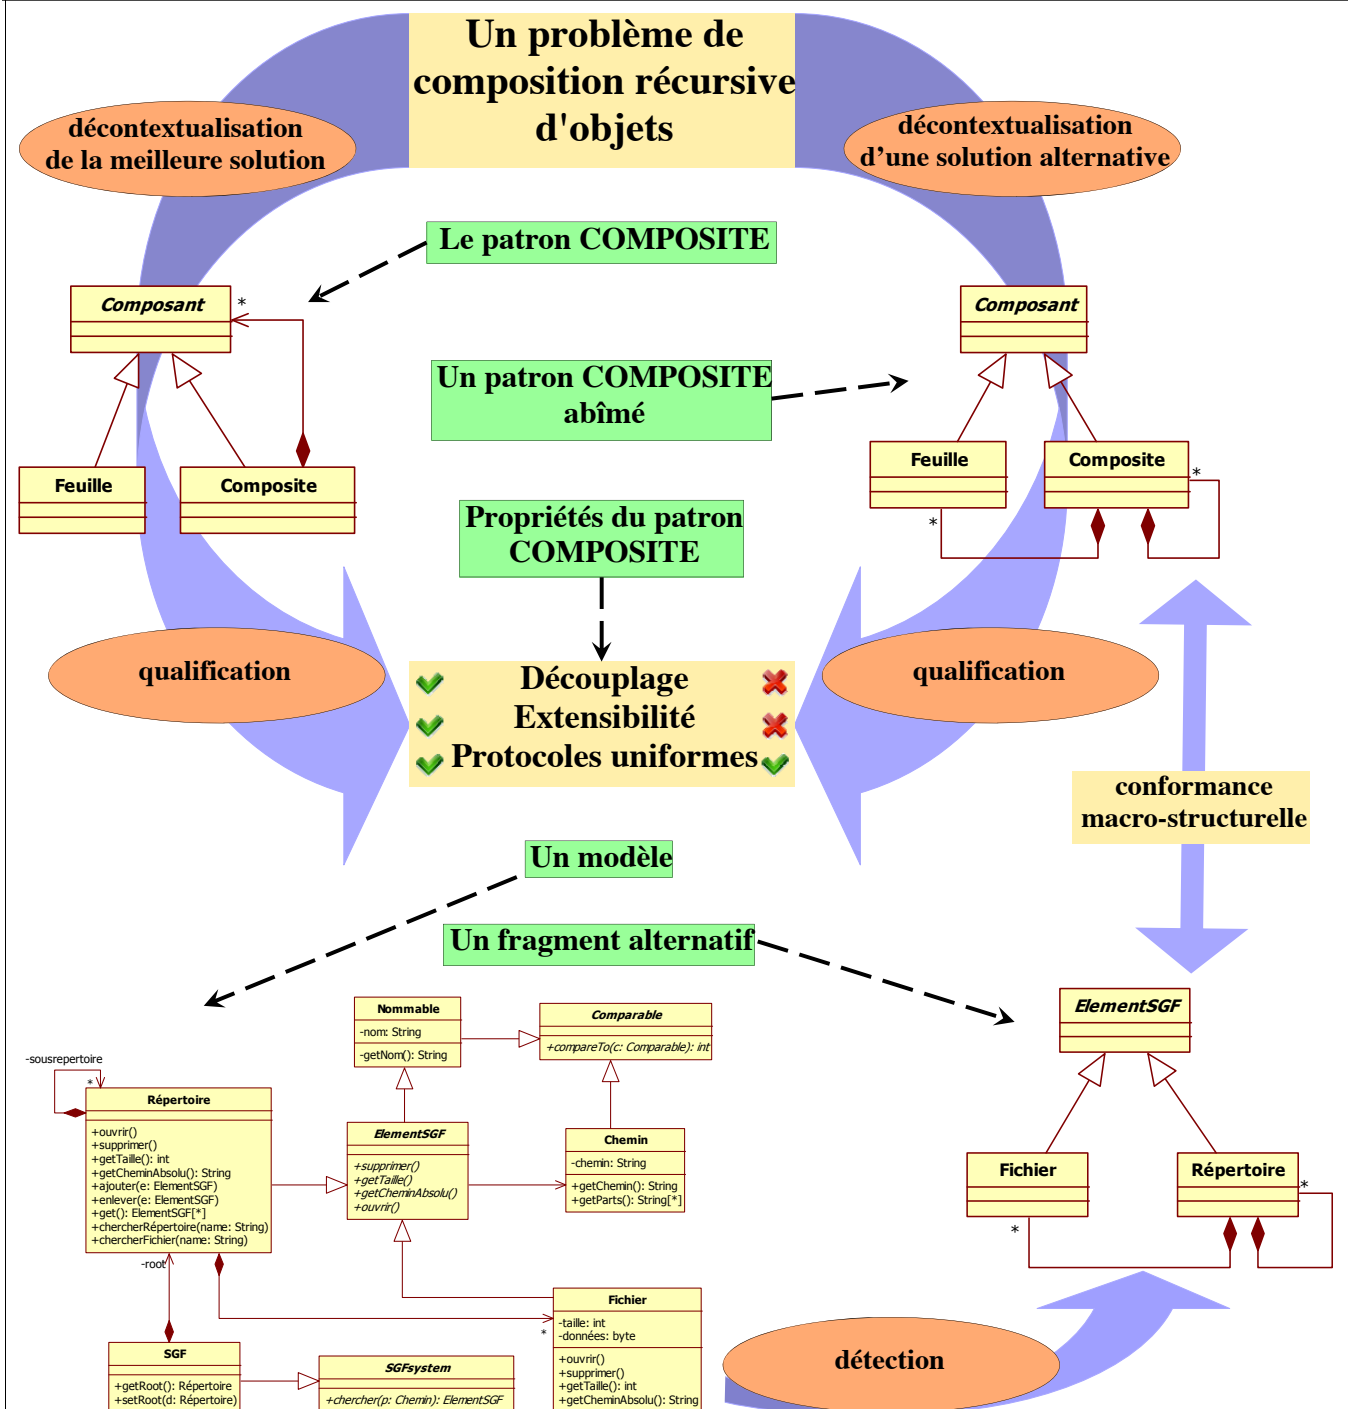 Un problème de
composition récursive
d'objets
décontextualisation
de la meilleure solution
décontextualisation
d’une solution alternative
Le patron COMPOSITE
Composant
*
Feuille
Composite
Un patron COMPOSITE
abîmé
Composant
Feuille
Composite
*
*
Propriétés du patron
COMPOSITE
qualification
Découplage
Extensibilité
Protocoles uniformes
qualification
conformance
macro-structurelle
Un modèle
Un fragment alternatif
-sousrepertoire
*
Répertoire
+ouvrir()
+supprimer()
+getTaille(): int
+getCheminAbsolu(): String
+ajouter(e: ElementSGF)
+enlever(e: ElementSGF)
+get(): ElementSGF[*]
+chercherRépertoire(name: String)
+chercherFichier(name: String)
-root
Nommable
-nom: String
-getNom(): String
Comparable
+compareTo(c: Comparable): int
ElementSGF
+supprimer()
+getTaille()
+getCheminAbsolu()
+ouvrir()
Chemin
-chemin: String
+getChemin(): String
+getParts(): String[*]
*
Fichier
-taille: int
-données: byte
+ouvrir()
+supprimer()
+getTaille(): int
+getCheminAbsolu(): String
SGF
+getRoot(): Répertoire
+setRoot(d: Répertoire)
SGFsystem
+chercher(p: Chemin): ElementSGF
ElementSGF
Fichier
Répertoire
*
*
détection